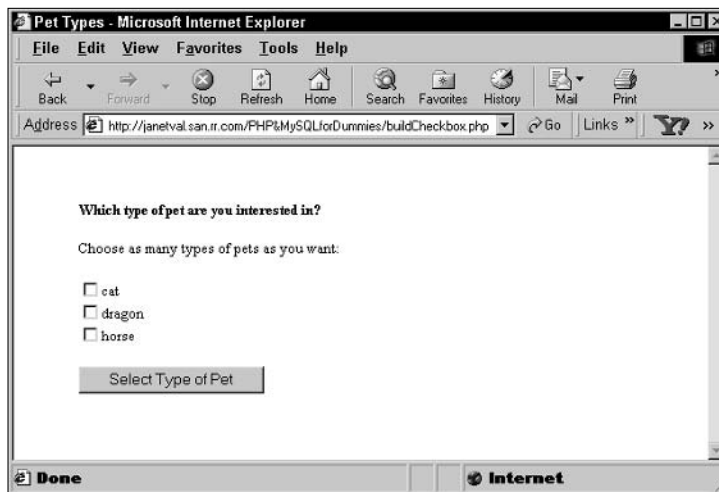 Pet Types - Microsoft Internet Explorer
File Edit View Favorites Tools Help
Back Forward Stop Refresh Home Search Favorites History Mail Print »
Address http://janetval.san.rr.com/PHP&MySQLforDummies/buildCheckbox.php Go Links » Y? »
Which type of pet are you interested in?
Choose as many types of pets as you want:
cat
dragon
horse
Select Type of Pet
Done Internet